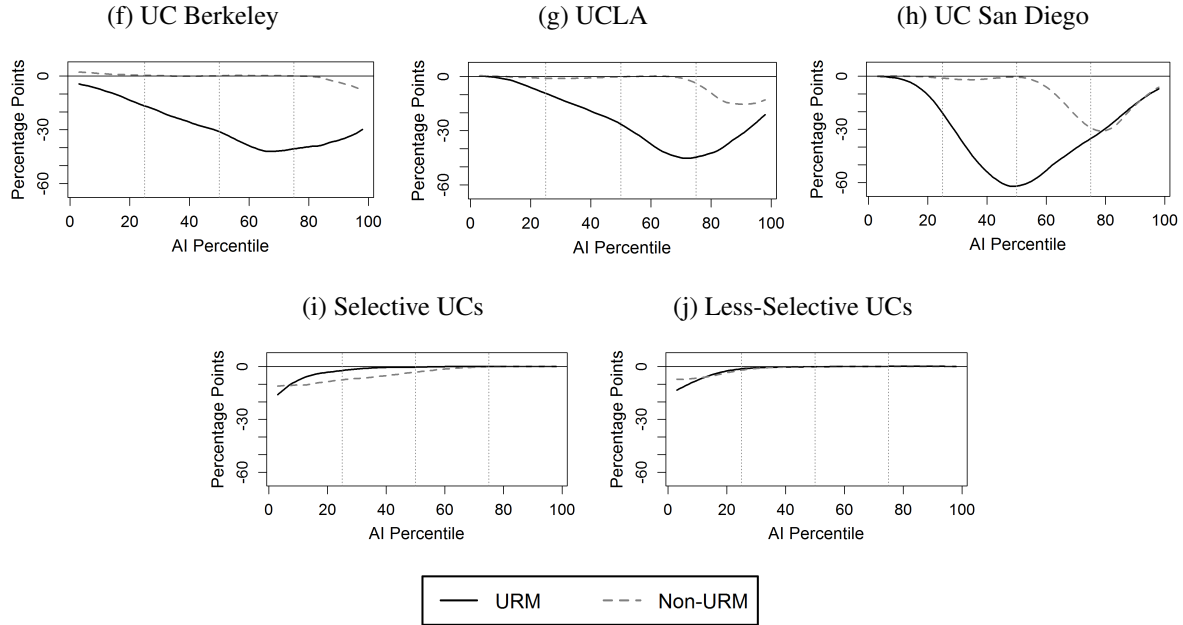 (f) UC Berkeley
Percentage Points
0
-30
-60
0 20 40 60 80 100
AI Percentile
(g) UCLA
Percentage Points
0
-30
-60
0 20 40 60 80 100
AI Percentile
(h) UC San Diego
Percentage Points
0
-30
-60
0 20 40 60 80 100
AI Percentile
(i) Selective UCs
Percentage Points
0
-30
-60
0 20 40 60 80 100
AI Percentile
(j) Less-Selective UCs
Percentage Points
0
-30
-60
0 20 40 60 80 100
AI Percentile
URM Non-URM